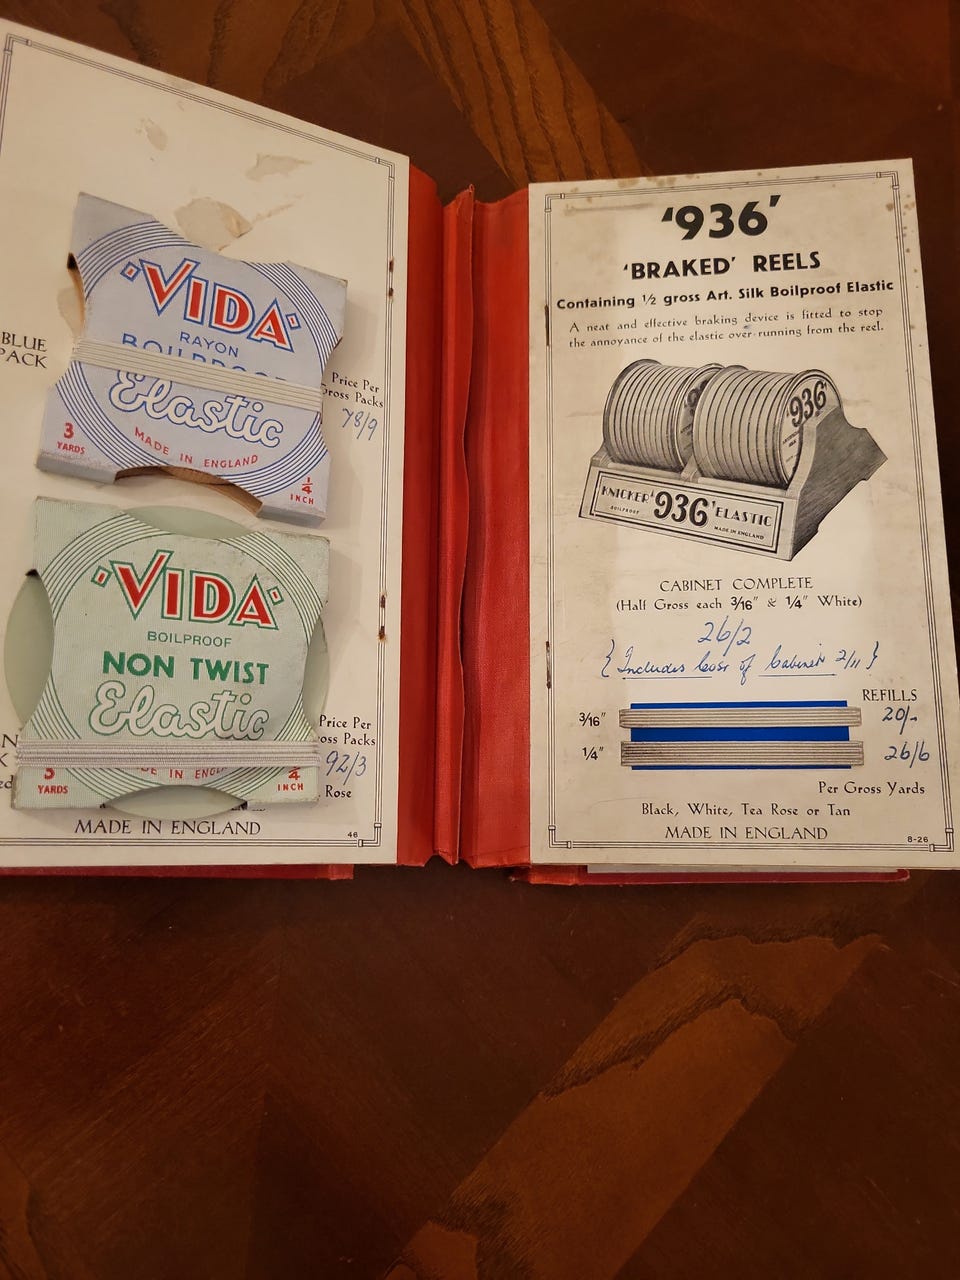 'VIDA'
RAYON
Elastic
3
YARDS
MADE IN ENGLAND
1/4
INCH
BLUE
PACK
Price Per
Gross Packs
78/9
'VIDA'
BOILPROOF
NON TWIST
Elastic
3
YARDS
IN
1/4
INCH
Price Per
Packs
92/3
Rose
MADE IN ENGLAND
46
'936'
'BRAKED' REELS
Containing 1/2 gross Art. Silk Boilproof Elastic
A neat and effective braking device is fitted to stop
the annoyance of the elastic over-running from the reel.
'936'
KNICKER '936' ELASTIC
BOILPROOF
MADE IN ENGLAND
CABINET COMPLETE
(Half Gross each 3/16" & 1/4" White)
26/2
{ Includes Cost of Cabinet 2/11 }
REFILLS
3/16" 20/-
1/4" 26/6
Per Gross Yards
Black, White, Tea Rose or Tan
MADE IN ENGLAND
8-26